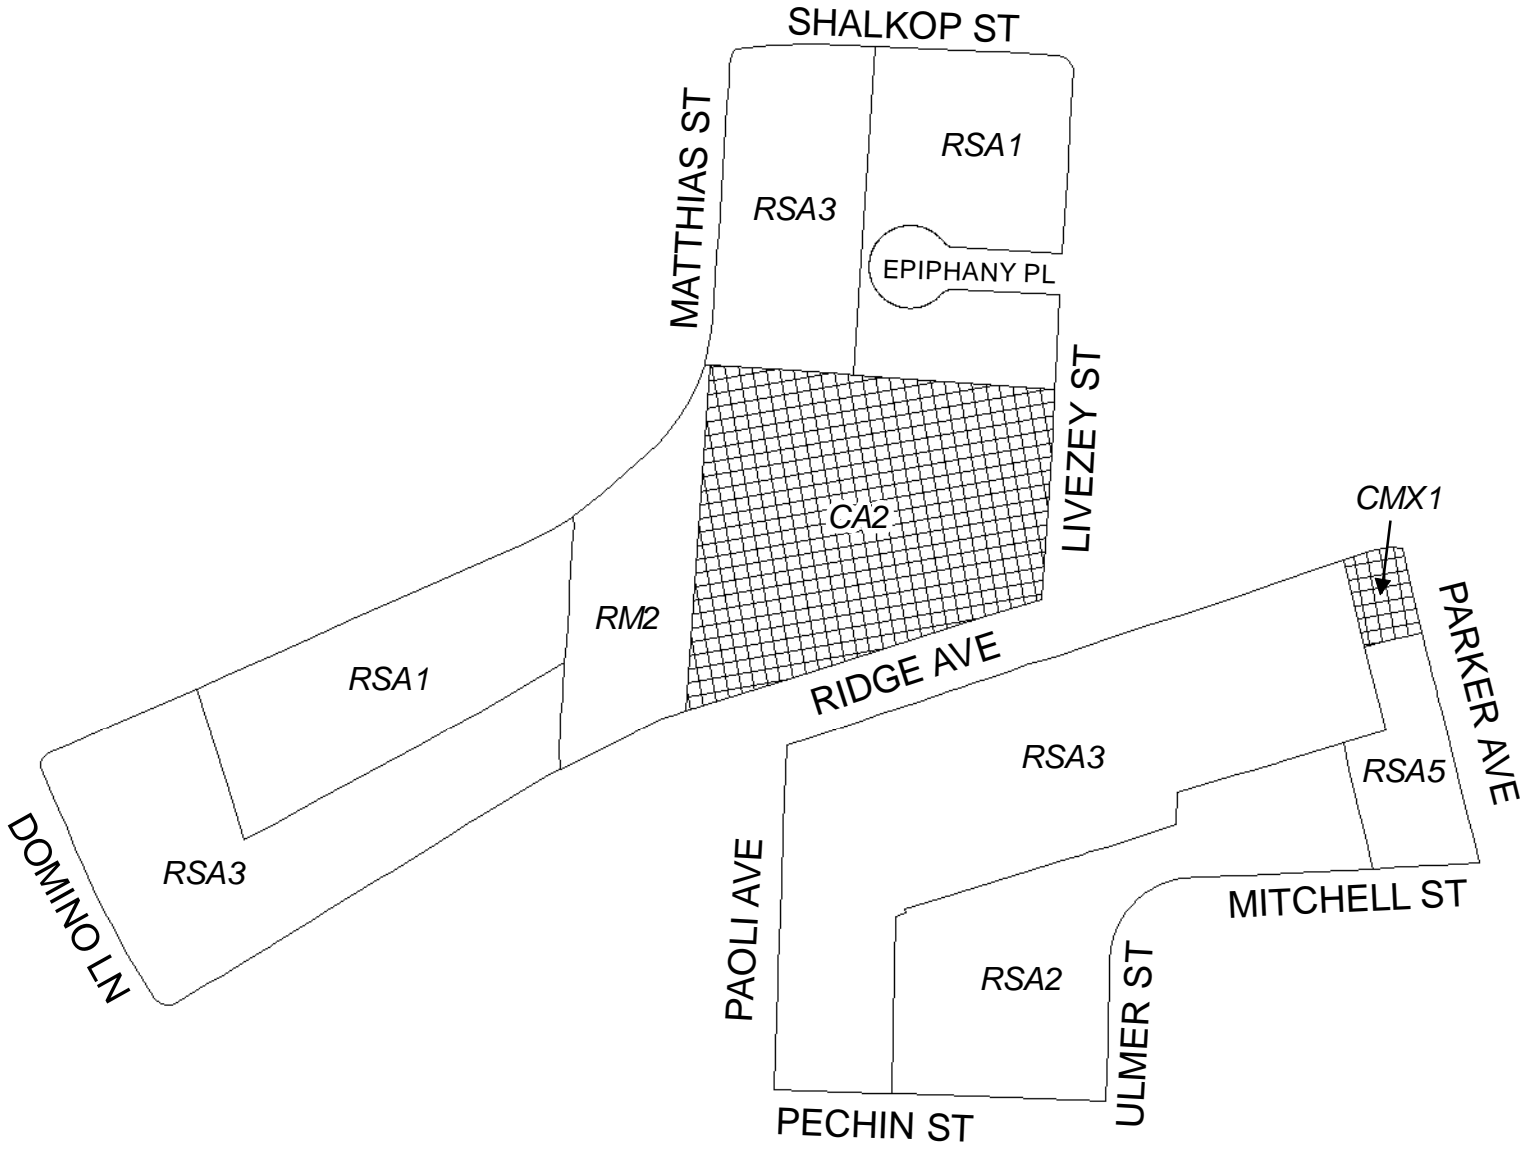 SHALKOP ST
MATTHIAS ST
RSA1
RSA3
EPIPHANY PL
LIVEZEY ST
CA2
CMX1
RM2
RSA1
RIDGE AVE
PARKER AVE
RSA3
RSA5
RSA3
DOMINO LN
PAOLI AVE
MITCHELL ST
RSA2
ULMER ST
PECHIN ST